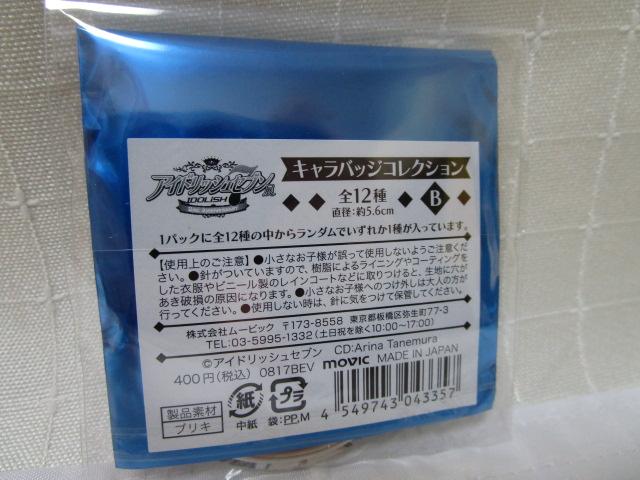 アイドリッシュセブン
IDOLISH7
2ND ANNIVERSARY
キャラバッジコレクション
全12種
直径:約5.6cm
B
1パックに全12種の中からランダムでいずれか1種が入っています。
【使用上のご注意】●小さなお子様が誤って使用しないようご注意くださ
い。●針がついていますので、樹脂によるライニングやコーティングを
した衣服やビニール製のレインコートなどに取りつけると、生地に穴が
あき破損の原因になります。●小さなお子様へのつけ外しは大人の方が
行ってください。●使用しない時は、針に気をつけて保管してください。
株式会社ムービック 〒173-8558 東京都板橋区弥生町77-3
TEL:03-5995-1332(土日祝を除く10:00~17:00)
©アイドリッシュセブン CD:Arina Tanemura
400円(税込) 0817BEV movic MADE IN JAPAN
製品素材
ブリキ
紙
中紙
プラ
袋:PP,M
4 549743 043357